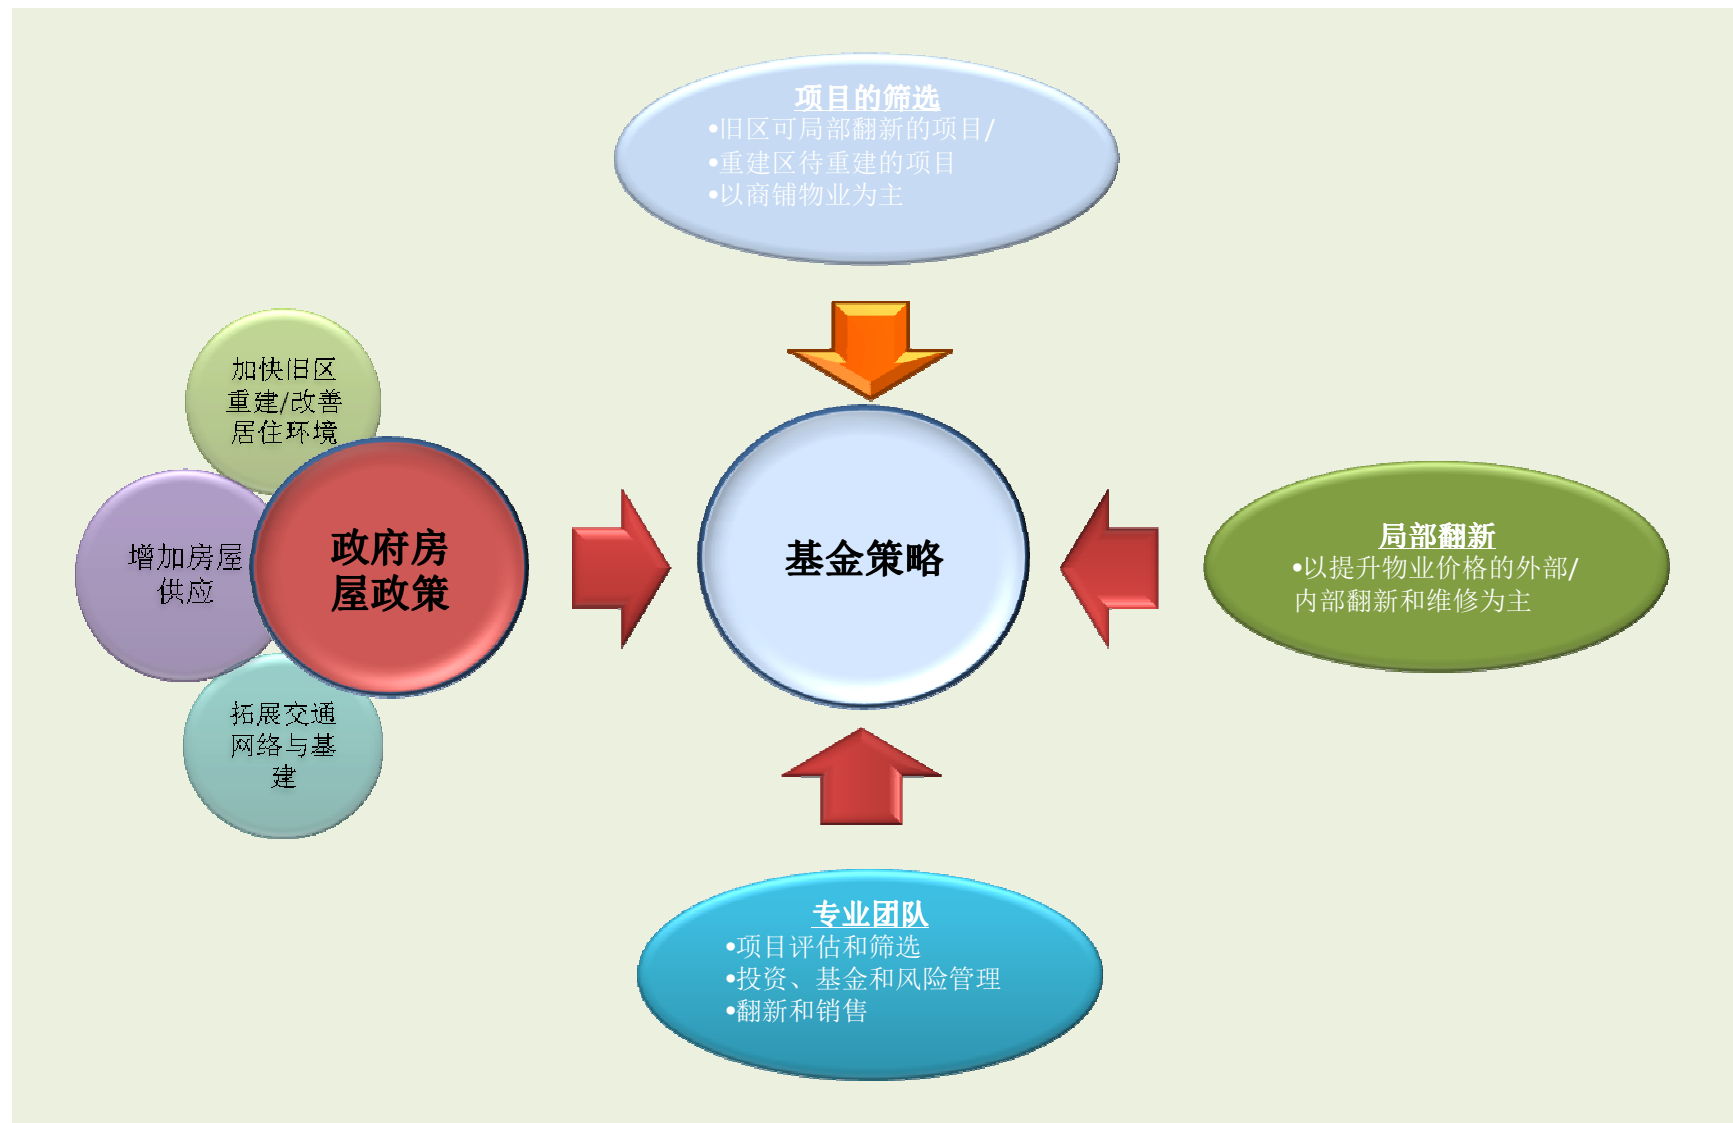 项目的筛选
•旧区可局部翻新的项目/
•重建区待重建的项目
•以商铺物业为主
加快旧区
重建/改善
居住环境
增加房屋
供应
拓展交通
网络与基
建
政府房
屋政策
基金策略
局部翻新
•以提升物业价格的外部/
内部翻新和维修为主
专业团队
•项目评估和筛选
•投资、基金和风险管理
•翻新和销售